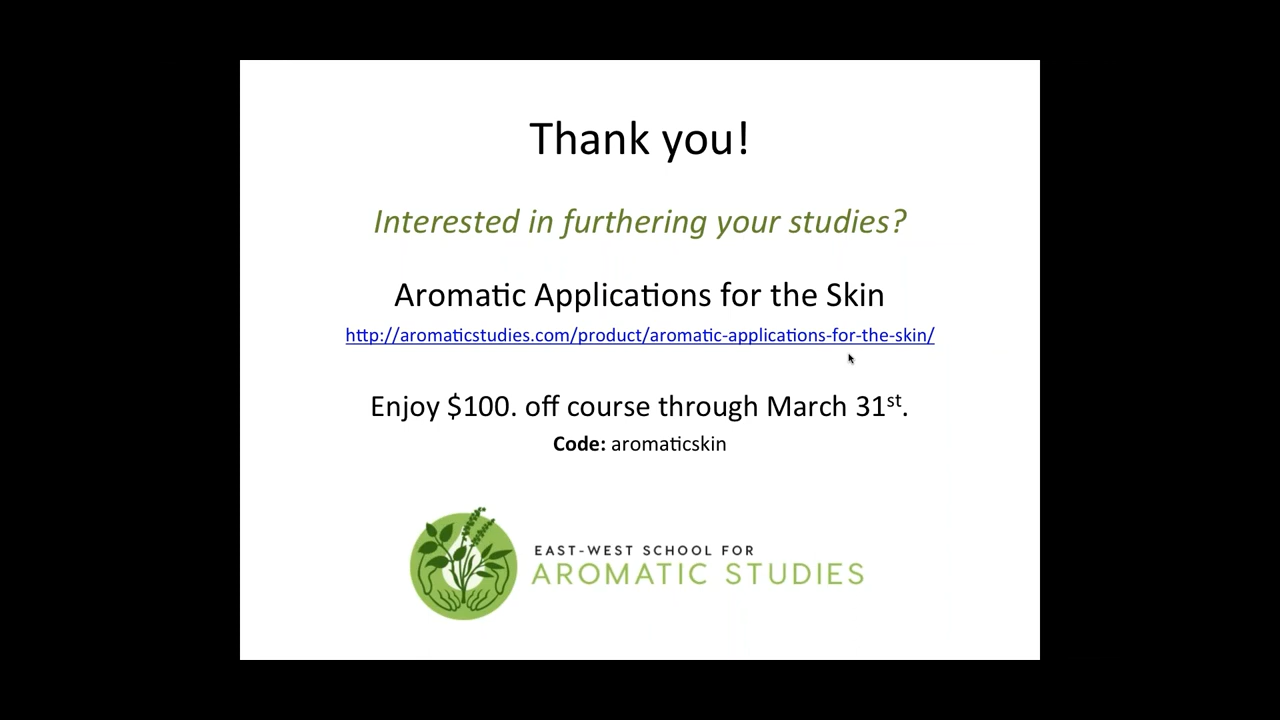 Thank you!
Interested in furthering your studies?
Aromatic Applications for the Skin
http://aromaticstudies.com/product/aromatic-applications-for-the-skin/
Enjoy $100. off course through March 31st.
Code: aromaticskin
EAST-WEST SCHOOL FOR
AROMATIC STUDIES